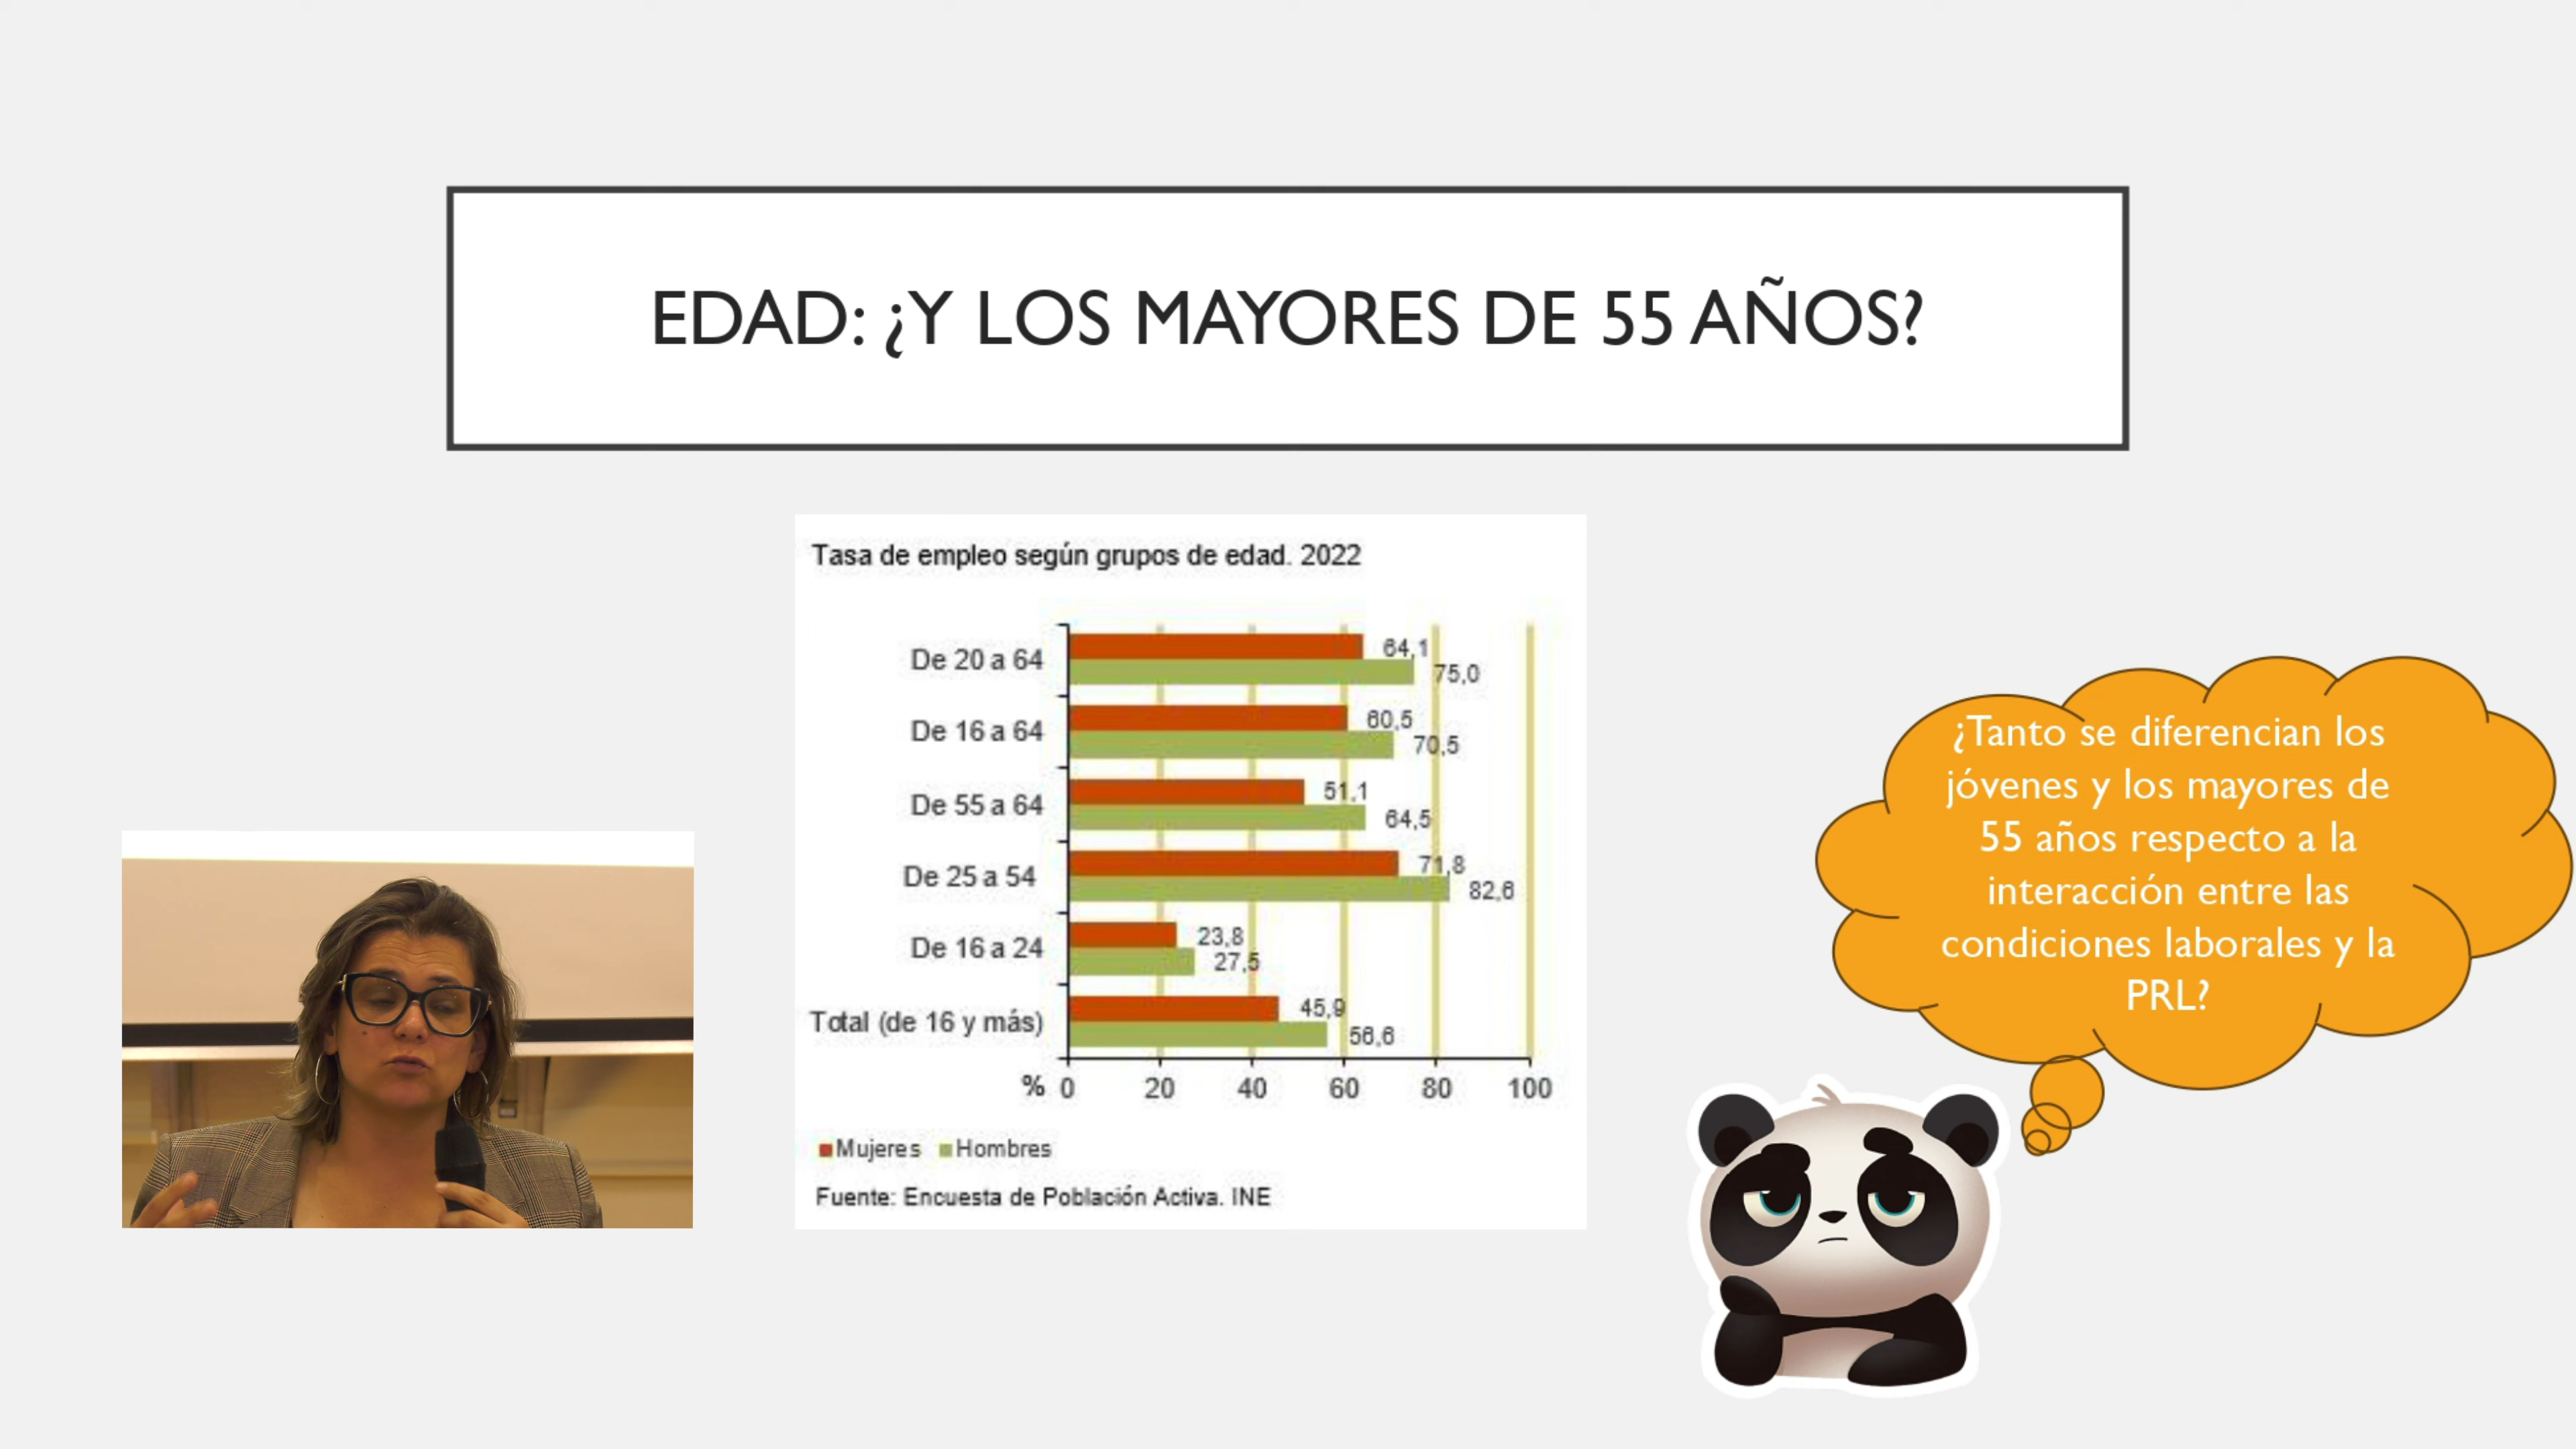 EDAD: ¿Y LOS MAYORES DE 55 AÑOS?
Tasa de empleo según grupos de edad. 2022
De 20 a 64
64,1
75,0
De 16 a 64
60,5
70,5
De 55 a 64
51,1
64,5
De 25 a 54
71,8
82,6
De 16 a 24
23,8
27,5
Total (de 16 y más)
45,9
56,6
% 0 20 40 60 80 100
Mujeres Hombres
Fuente: Encuesta de Población Activa. INE
¿Tanto se diferencian los
jóvenes y los mayores de
55 años respecto a la
interacción entre las
condiciones laborales y la
PRL?